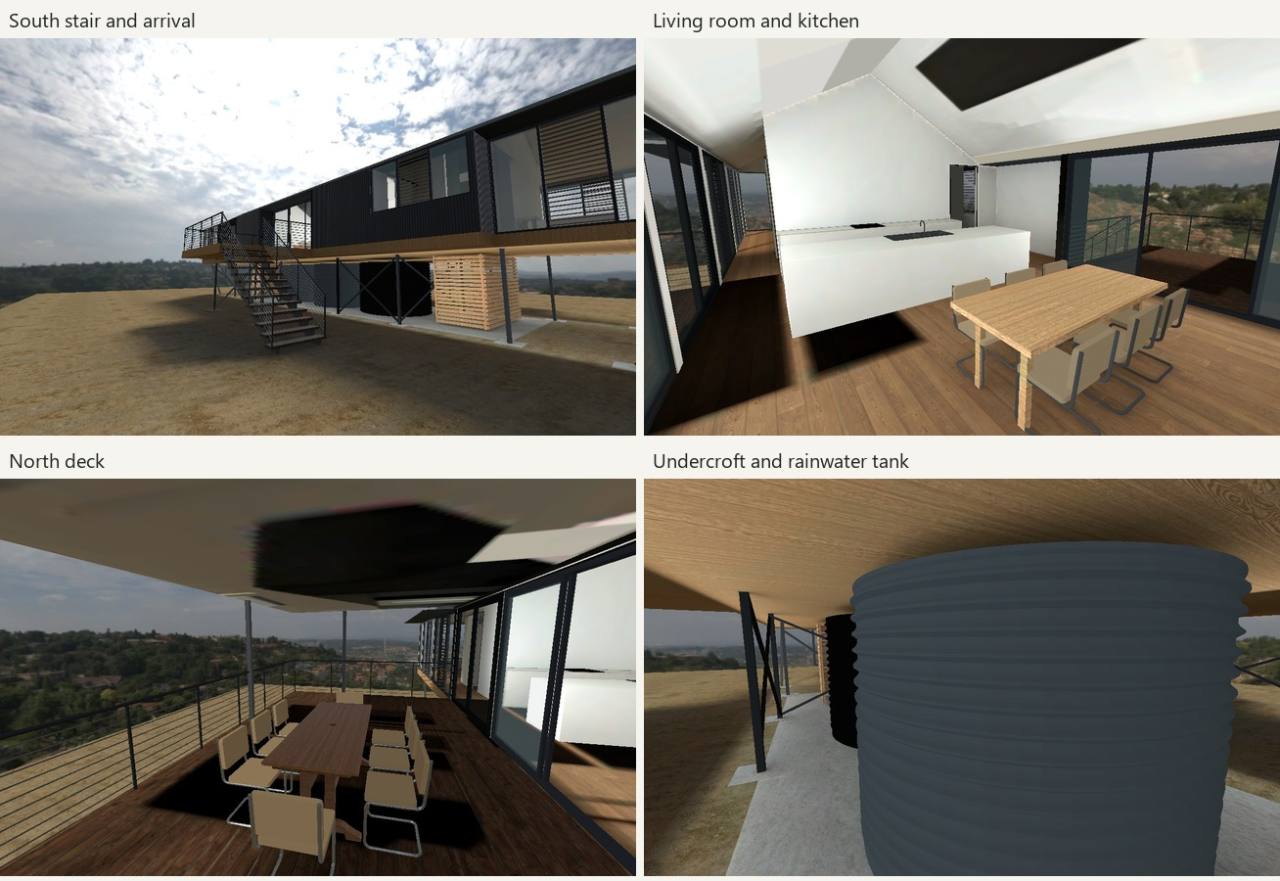 South stair and arrival
Living room and kitchen
North deck
Undercroft and rainwater tank